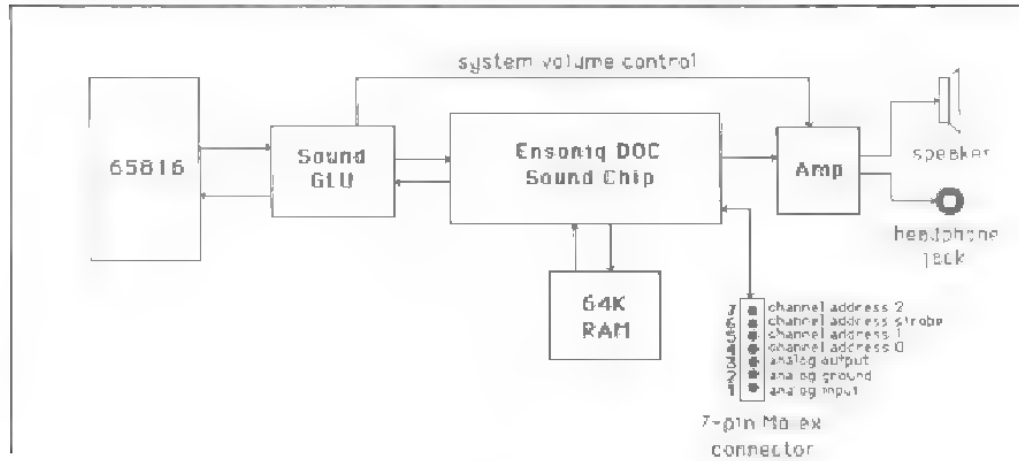 system volume control
65816
Sound
GLU
Ensoniq DOC
Sound Chip
Amp
speaker
headphone
jack
64K
RAM
channel address 2
channel address strobe
channel address 1
channel address 0
analog output
analog ground
analog input
7-pin Molex
connector